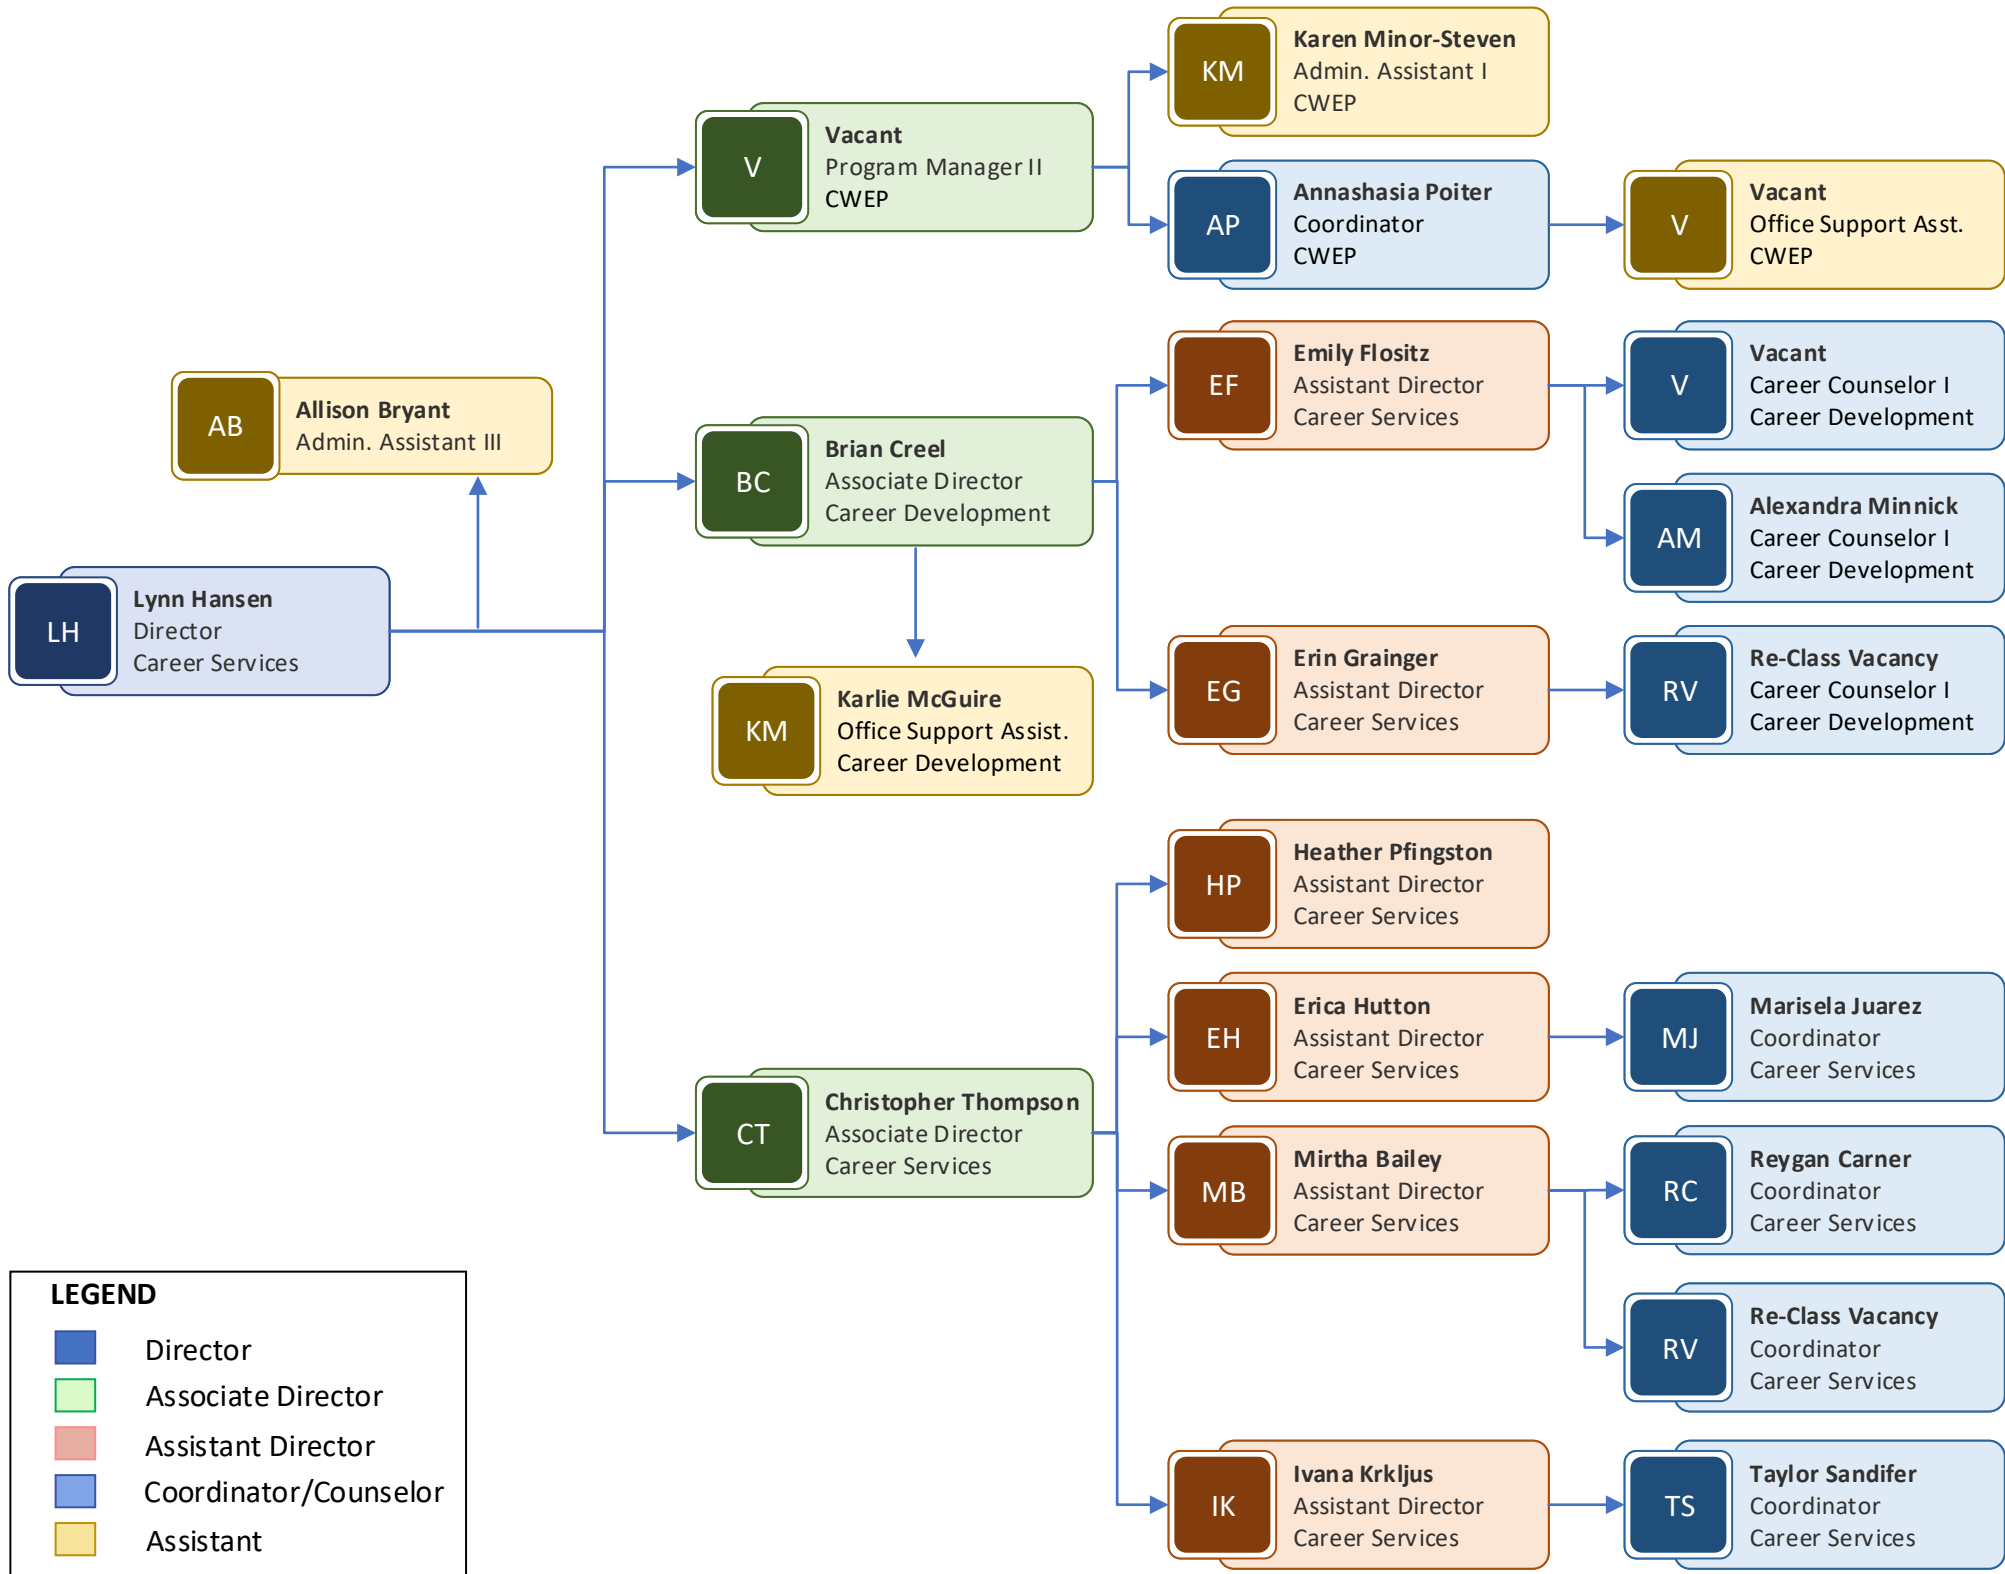 KM
Karen Minor-Steven
Admin. Assistant I
CWEP
V
Vacant
Program Manager II
CWEP
AP
Annashasia Poiter
Coordinator
CWEP
V
Vacant
Office Support Asst.
CWEP
EF
Emily Flositz
Assistant Director
Career Services
V
Vacant
Career Counselor I
Career Development
AB
Allison Bryant
Admin. Assistant III
BC
Brian Creel
Associate Director
Career Development
AM
Alexandra Minnick
Career Counselor I
Career Development
LH
Lynn Hansen
Director
Career Services
EG
Erin Grainger
Assistant Director
Career Services
RV
Re-Class Vacancy
Career Counselor I
Career Development
KM
Karlie McGuire
Office Support Assist.
Career Development
HP
Heather Pfingston
Assistant Director
Career Services
EH
Erica Hutton
Assistant Director
Career Services
MJ
Marisela Juarez
Coordinator
Career Services
CT
Christopher Thompson
Associate Director
Career Services
MB
Mirtha Bailey
Assistant Director
Career Services
RC
Reygan Carner
Coordinator
Career Services
RV
Re-Class Vacancy
Coordinator
Career Services
IK
Ivana Krkljus
Assistant Director
Career Services
TS
Taylor Sandifer
Coordinator
Career Services
LEGEND
Director
Associate Director
Assistant Director
Coordinator/Counselor
Assistant